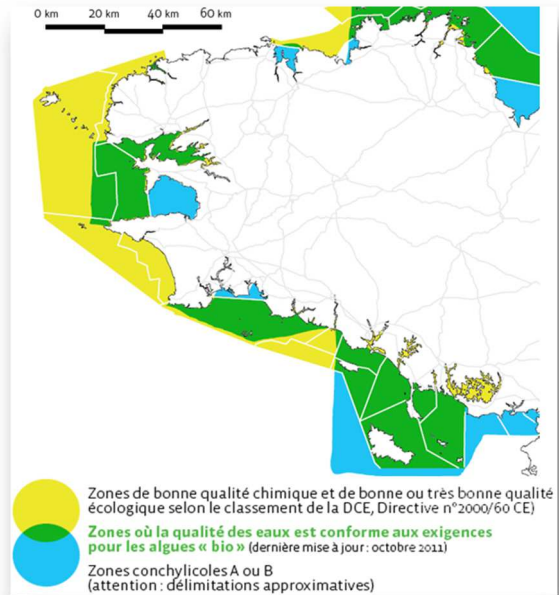 0 km 20 km 40 km 60 km
Zones de bonne qualité chimique et de bonne ou très bonne qualité
écologique selon le classement de la DCE, Directive n°2000/60 CE)
Zones où la qualité des eaux est conforme aux exigences
pour les algues « bio » (dernière mise à jour : octobre 2011)
Zones conchylicoles A ou B
(attention : délimitations approximatives)